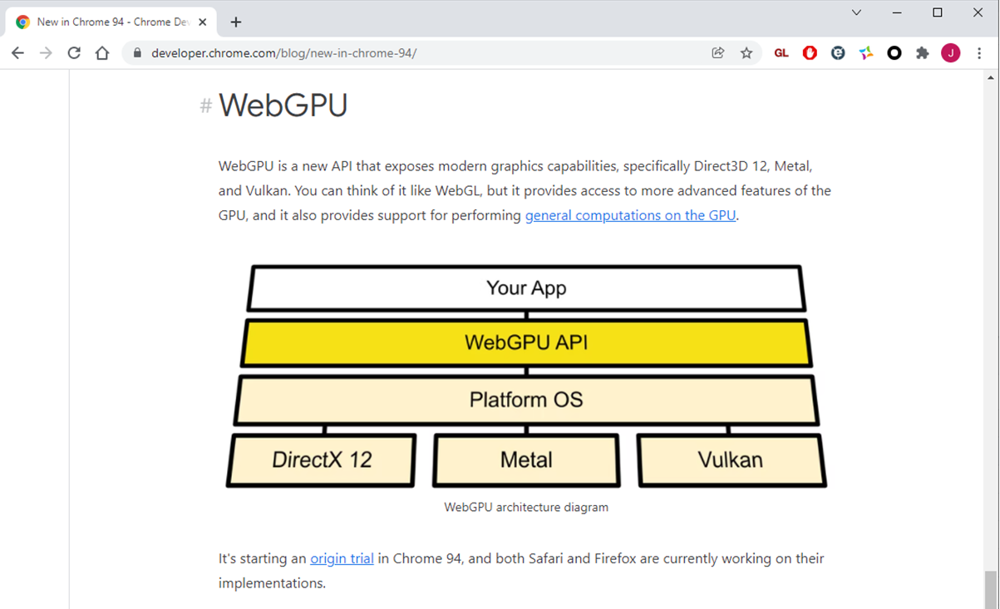 New in Chrome 94 - Chrome Dev
developer.chrome.com/blog/new-in-chrome-94/
GL
J
# WebGPU
WebGPU is a new API that exposes modern graphics capabilities, specifically Direct3D 12, Metal,
and Vulkan. You can think of it like WebGL, but it provides access to more advanced features of the
GPU, and it also provides support for performing general computations on the GPU.
Your App
WebGPU API
Platform OS
DirectX 12 Metal Vulkan
WebGPU architecture diagram
It's starting an origin trial in Chrome 94, and both Safari and Firefox are currently working on their
implementations.